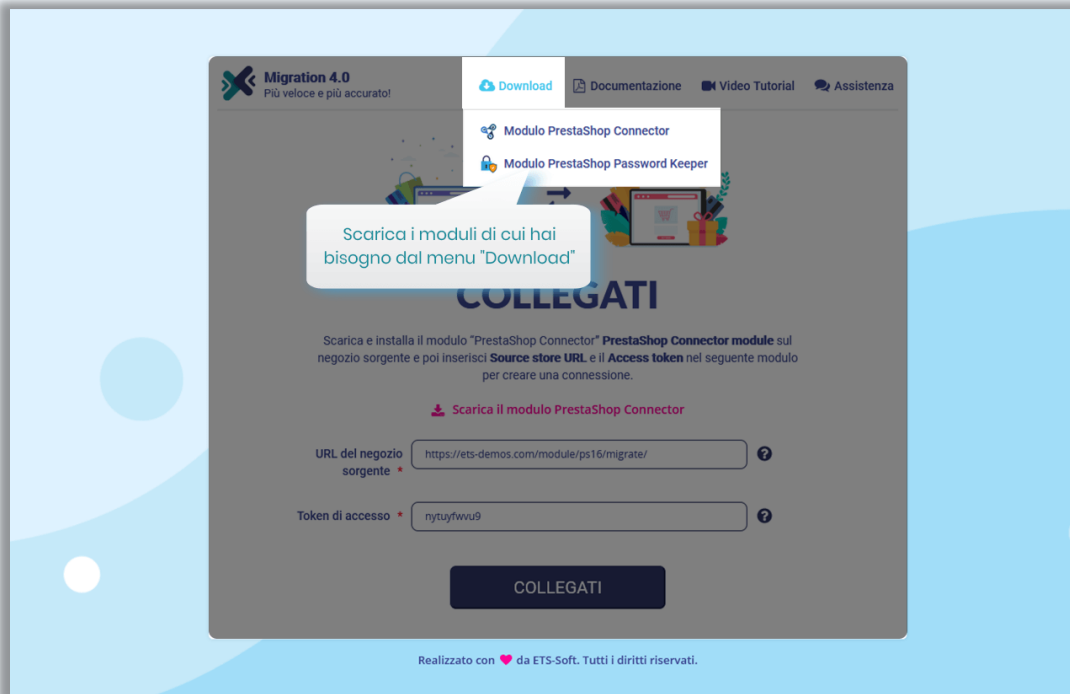 Migration 4.0
Più veloce e più accurato!
Download
Documentazione
Video Tutorial
Assistenza
Modulo PrestaShop Connector
Modulo PrestaShop Password Keeper
Scarica i moduli di cui hai
bisogno dal menu "Download"
COLLEGATI
Scarica e installa il modulo "PrestaShop Connector" PrestaShop Connector module sul
negozio sorgente e poi inserisci Source store URL e il Access token nel seguente modulo
per creare una connessione.
Scarica il modulo PrestaShop Connector
URL del negozio
sorgente *
https://ets-demos.com/module/ps16/migrate/
Token di accesso *
nytuyfwvu9
COLLEGATI
Realizzato con ❤ da ETS-Soft. Tutti i diritti riservati.